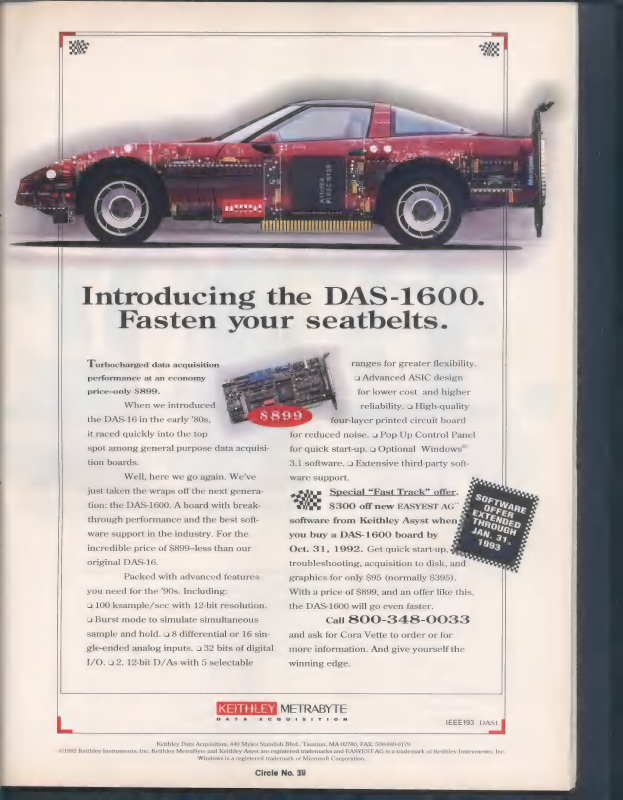 Introducing the DAS-1600.
Fasten your seatbelts.
Turbocharged data acquisition
performance at an economy
price–only $899.
When we introduced
the DAS-16 in the early '80s,
it raced quickly into the top
spot among general purpose data acquisi-
tion boards.
Well, here we go again. We've
just taken the wraps off the next genera-
tion: the DAS-1600. A board with break-
through performance and the best soft-
ware support in the industry. For the
incredible price of $899–less than our
original DAS-16.
Packed with advanced features
you need for the '90s. Including:
❏ 100 ksample/sec with 12-bit resolution.
❏ Burst mode to simulate simultaneous
sample and hold. ❏ 8 differential or 16 sin-
gle-ended analog inputs. ❏ 32 bits of digital
I/O. ❏ 2, 12-bit D/As with 5 selectable
$899
ranges for greater flexibility.
❏ Advanced ASIC design
for lower cost and higher
reliability. ❏ High-quality
four-layer printed circuit board
for reduced noise. ❏ Pop Up Control Panel
for quick start-up. ❏ Optional Windows®
3.1 software. ❏ Extensive third-party soft-
ware support.
Special "Fast Track" offer.
$300 off new EASYEST AG™
software from Keithley Asyst when
you buy a DAS-1600 board by
Oct. 31, 1992. Get quick start-up,
troubleshooting, acquisition to disk, and
graphics for only $95 (normally $395).
With a price of $899, and an offer like this,
the DAS-1600 will go even faster.
Call 800-348-0033
and ask for Cora Vette to order or for
more information. And give yourself the
winning edge.
SOFTWARE
OFFER
EXTENDED
THROUGH
JAN. 31,
1993
KEITHLEY METRABYTE
DATA ACQUISITION
IEEE193 DAS1
Keithley Data Acquisition, 440 Myles Standish Blvd., Taunton, MA 02780, FAX: 508-880-0179
©1992 Keithley Instruments, Inc. Keithley MetraByte and Keithley Asyst are registered trademarks and EASYEST AG is a trademark of Keithley Instruments, Inc.
Windows is a registered trademark of Microsoft Corporation.
Circle No. 39